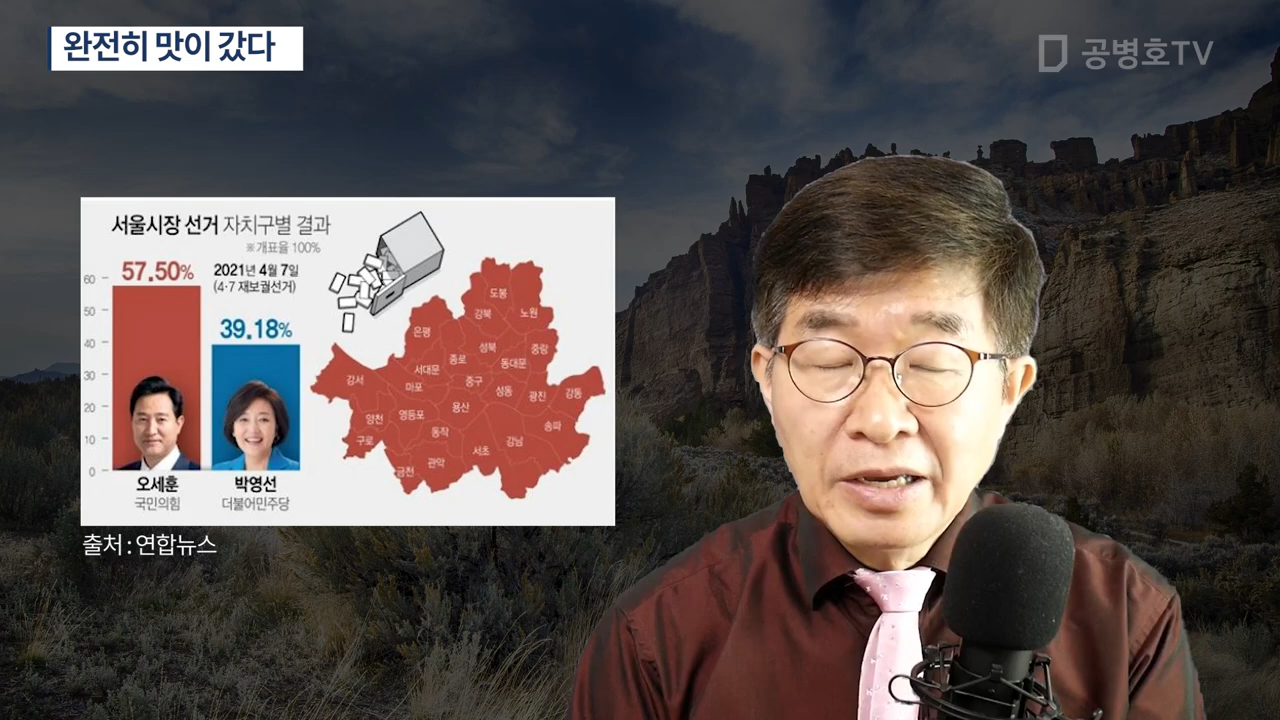 완전히 맛이 갔다
공병호TV
서울시장 선거 자치구별 결과
※개표율 100%
57.50%
2021년 4월 7일
(4·7 재보궐선거)
39.18%
60
50
40
30
20
10
0
오세훈
국민의힘
박영선
더불어민주당
도봉
강북
노원
은평
성북
중랑
종로
서대문
동대문
강서
마포
중구
성동
광진
강동
양천
영등포
용산
송파
구로
동작
강남
서초
관악
금천
출처 : 연합뉴스